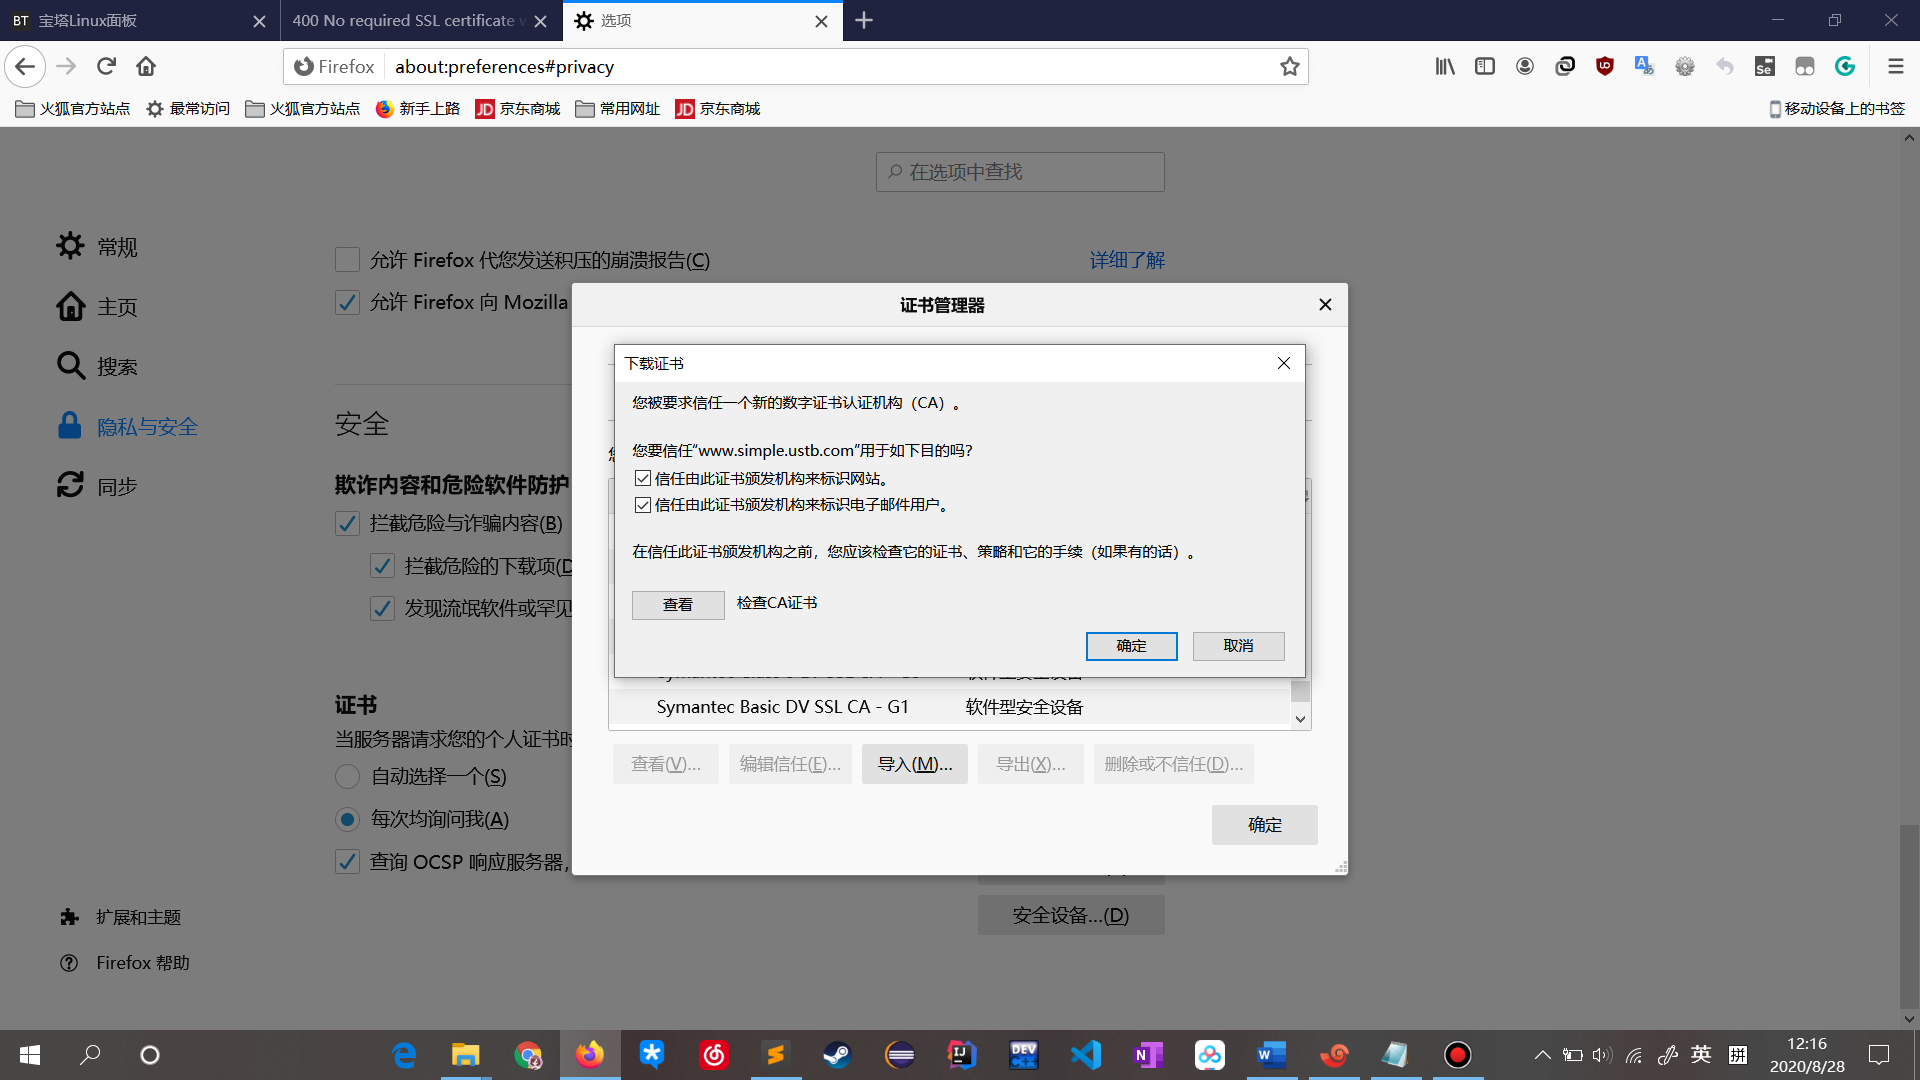 BT 宝塔Linux面板
400 No required SSL certificate w
选项
Firefox
about:preferences#privacy
火狐官方站点
最常访问
火狐官方站点
新手上路
JD 京东商城
常用网址
JD 京东商城
移动设备上的书签
在选项中查找
常规
主页
搜索
隐私与安全
同步
扩展和主题
Firefox 帮助
允许 Firefox 代您发送积压的崩溃报告(C)
详细了解
允许 Firefox 向 Mozilla
安全
欺诈内容和危险软件防护
拦截危险与诈骗内容(B)
拦截危险的下载项(D
发现流氓软件或罕见
证书
当服务器请求您的个人证书时
自动选择一个(S)
每次均询问我(A)
查询 OCSP 响应服务器，
安全设备...(D)
证书管理器
下载证书
您被要求信任一个新的数字证书认证机构（CA）。
您要信任“www.simple.ustb.com”用于如下目的吗？
信任由此证书颁发机构来标识网站。
信任由此证书颁发机构来标识电子邮件用户。
在信任此证书颁发机构之前，您应该检查它的证书、策略和它的手续（如果有的话）。
查看
检查CA证书
确定
取消
Symantec Basic DV SSL CA - G1
软件型安全设备
查看(V)...
编辑信任(E)...
导入(M)...
导出(X)...
删除或不信任(D)...
确定
英
拼
12:16
2020/8/28